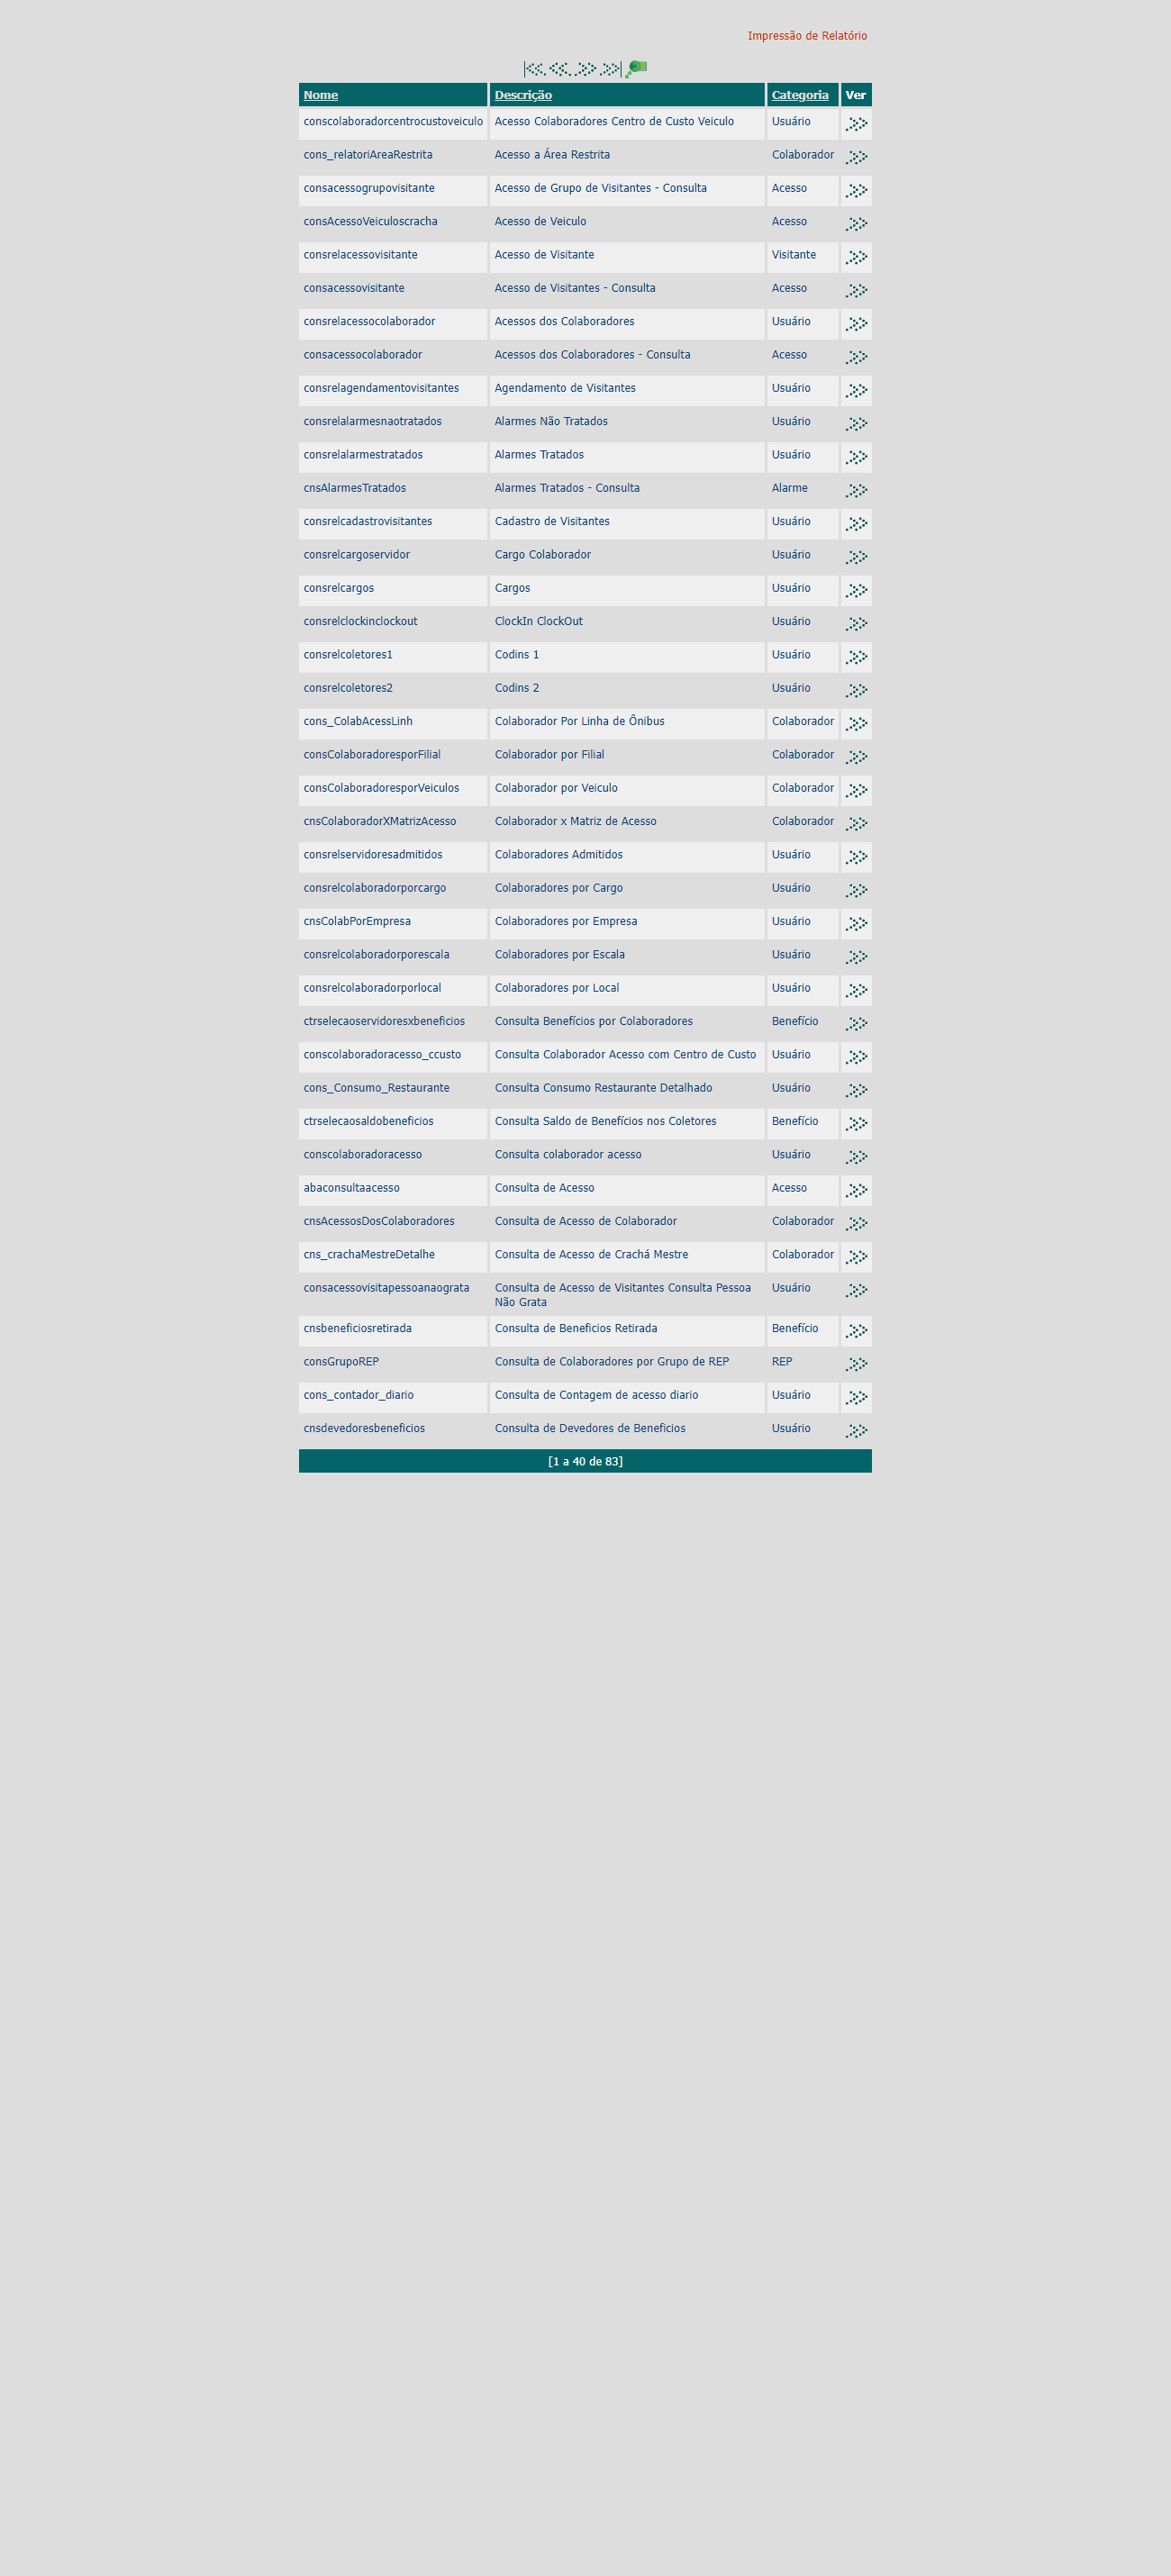 Impressão de Relatório
Nome Descrição Categoria Ver
conscolaboradorcentrocustoveiculo Acesso Colaboradores Centro de Custo Veiculo Usuário
cons_relatoriAreaRestrita Acesso a Área Restrita Colaborador
consacessogrupovisitante Acesso de Grupo de Visitantes - Consulta Acesso
consAcessoVeiculoscracha Acesso de Veiculo Acesso
consrelacessovisitante Acesso de Visitante Visitante
consacessovisitante Acesso de Visitantes - Consulta Acesso
consrelacessocolaborador Acessos dos Colaboradores Usuário
consacessocolaborador Acessos dos Colaboradores - Consulta Acesso
consrelagendamentovisitantes Agendamento de Visitantes Usuário
consrelalarmesnaotratados Alarmes Não Tratados Usuário
consrelalarmestratados Alarmes Tratados Usuário
cnsAlarmesTratados Alarmes Tratados - Consulta Alarme
consrelcadastrovisitantes Cadastro de Visitantes Usuário
consrelcargoservidor Cargo Colaborador Usuário
consrelcargos Cargos Usuário
consrelclockinclockout ClockIn ClockOut Usuário
consrelcoletores1 Codins 1 Usuário
consrelcoletores2 Codins 2 Usuário
cons_ColabAcessLinh Colaborador Por Linha de Ônibus Colaborador
consColaboradoresporFilial Colaborador por Filial Colaborador
consColaboradoresporVeiculos Colaborador por Veiculo Colaborador
cnsColaboradorXMatrizAcesso Colaborador x Matriz de Acesso Colaborador
consrelservidoresadmitidos Colaboradores Admitidos Usuário
consrelcolaboradorporcargo Colaboradores por Cargo Usuário
cnsColabPorEmpresa Colaboradores por Empresa Usuário
consrelcolaboradorporescala Colaboradores por Escala Usuário
consrelcolaboradorporlocal Colaboradores por Local Usuário
ctrselecaoservidoresxbeneficios Consulta Benefícios por Colaboradores Benefício
conscolaboradoracesso_ccusto Consulta Colaborador Acesso com Centro de Custo Usuário
cons_Consumo_Restaurante Consulta Consumo Restaurante Detalhado Usuário
ctrselecaosaldobeneficios Consulta Saldo de Benefícios nos Coletores Benefício
conscolaboradoracesso Consulta colaborador acesso Usuário
abaconsultaacesso Consulta de Acesso Acesso
cnsAcessosDosColaboradores Consulta de Acesso de Colaborador Colaborador
cns_crachaMestreDetalhe Consulta de Acesso de Crachá Mestre Colaborador
consacessovisitapessoanaograta Consulta de Acesso de Visitantes Consulta Pessoa Usuário
Não Grata
cnsbeneficiosretirada Consulta de Beneficios Retirada Benefício
consGrupoREP Consulta de Colaboradores por Grupo de REP REP
cons_contador_diario Consulta de Contagem de acesso diario Usuário
cnsdevedoresbeneficios Consulta de Devedores de Beneficios Usuário
[1 a 40 de 83]